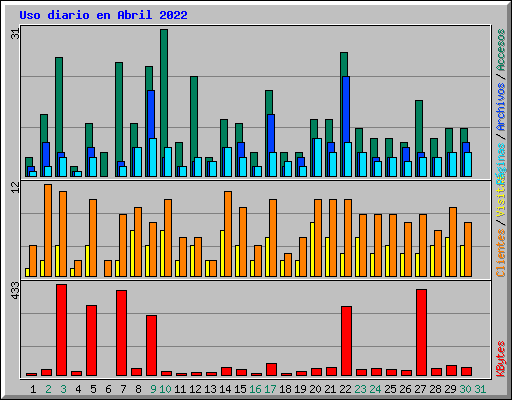 Uso diario en Abril 2022
31
12
433
Accesos / Archivos / Páginas
Clientes / Visitas
KBytes
1 2 3 4 5 6 7 8 9 10 11 12 13 14 15 16 17 18 19 20 21 22 23 24 25 26 27 28 29 30 31